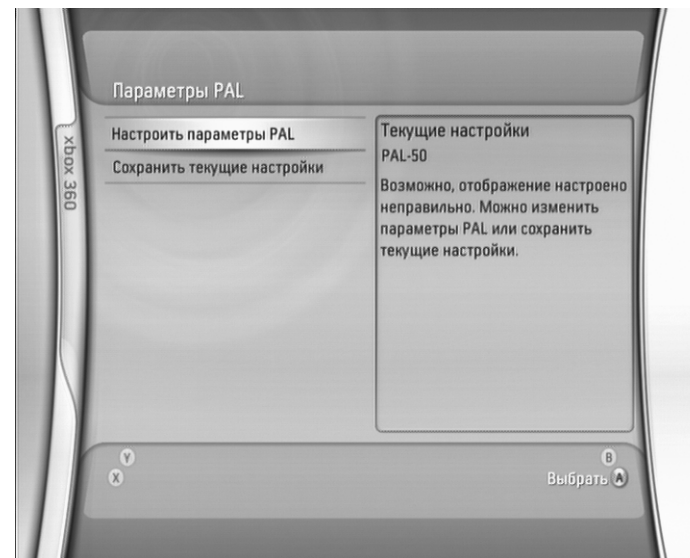 Параметры PAL
xbox 360
Настроить параметры PAL
Сохранить текущие настройки
Текущие настройки
PAL-50
Возможно, отображение настроено
неправильно. Можно изменить
параметры PAL или сохранить
текущие настройки.
Y
X
B
Выбрать A